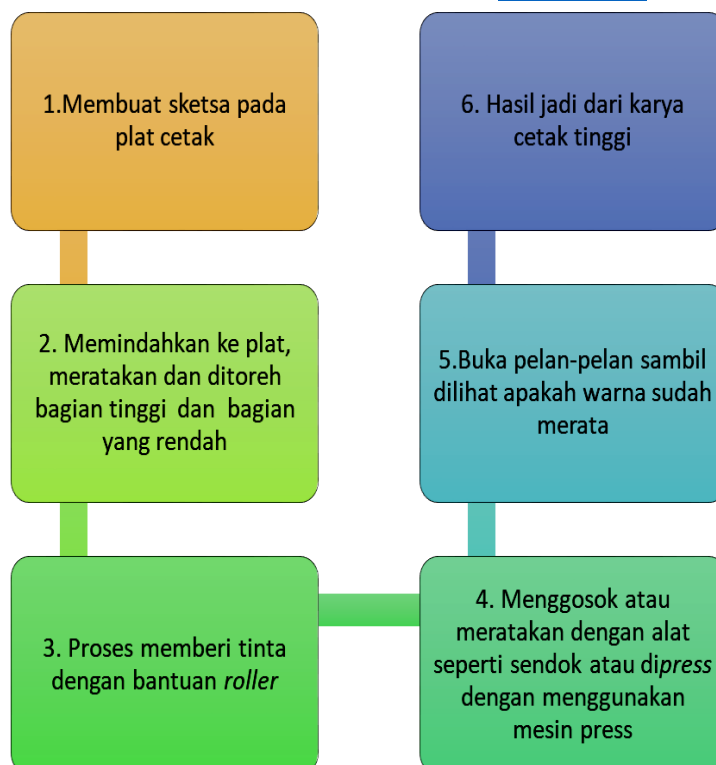 1.Membuat sketsa pada
plat cetak
2. Memindahkan ke plat,
meratakan dan ditoreh
bagian tinggi dan bagian
yang rendah
3. Proses memberi tinta
dengan bantuan roller
4. Menggosok atau
meratakan dengan alat
seperti sendok atau dipress
dengan menggunakan
mesin press
5.Buka pelan-pelan sambil
dilihat apakah warna sudah
merata
6. Hasil jadi dari karya
cetak tinggi